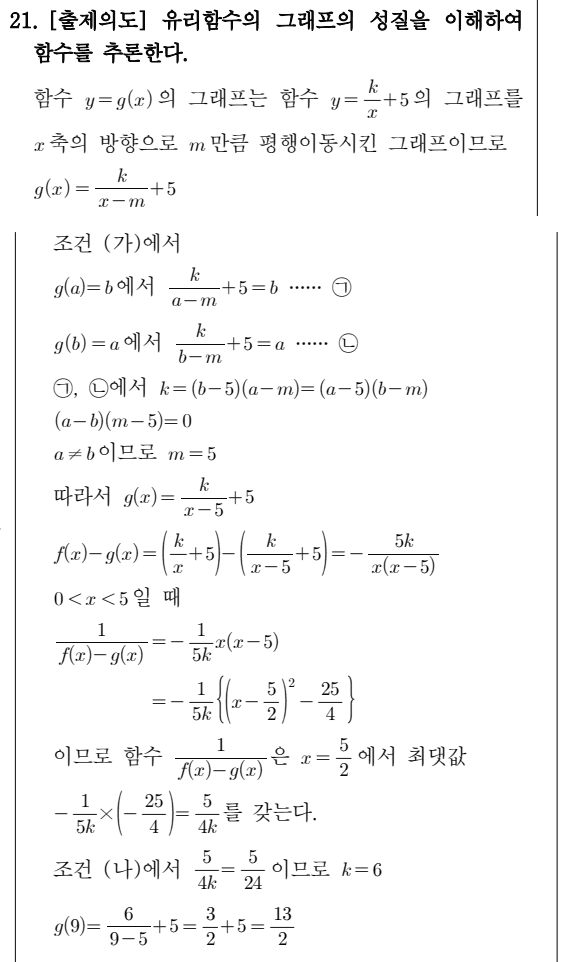 21. [출제의도] 유리함수의 그래프의 성질을 이해하여
함수를 추론한다.
함수 y=g(x)의 그래프는 함수 y=k/x+5의 그래프를
x축의 방향으로 m만큼 평행이동시킨 그래프이므로
g(x)=k/(x-m)+5
조건 (가)에서
g(a)=b에서 k/(a-m)+5=b ⋯⋯ ㉠
g(b)=a에서 k/(b-m)+5=a ⋯⋯ ㉡
㉠, ㉡에서 k=(b-5)(a-m)=(a-5)(b-m)
(a-b)(m-5)=0
a≠b이므로 m=5
따라서 g(x)=k/(x-5)+5
f(x)-g(x)=(k/x+5)-(k/(x-5)+5)=-5k/(x(x-5))
0<x<5일 때
1/(f(x)-g(x))=-1/(5k) x(x-5)
=-1/(5k){(x-5/2)²-25/4}
이므로 함수 1/(f(x)-g(x))은 x=5/2에서 최댓값
-1/(5k)×(-25/4)=5/(4k)를 갖는다.
조건 (나)에서 5/(4k)=5/24이므로 k=6
g(9)=6/(9-5)+5=3/2+5=13/2